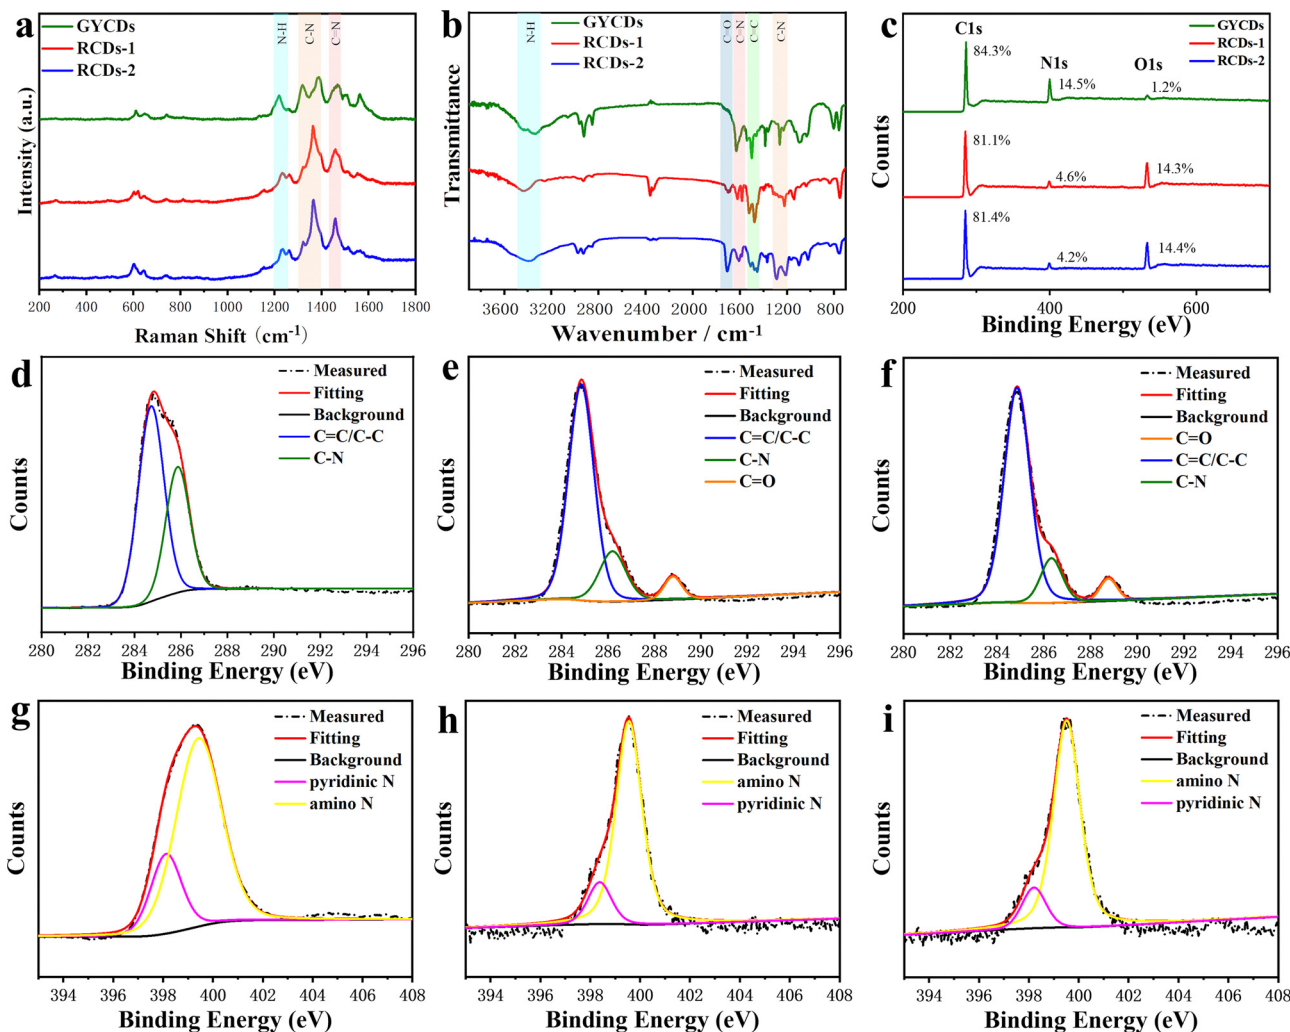 a
GYCDs
RCDs-1
RCDs-2
N-H
C-N
C=N
Intensity (a.u.)
200 400 600 800 1000 1200 1400 1600 1800
Raman Shift (cm-1)
b
GYCDs
RCDs-1
RCDs-2
N-H
C=O
C=N
C=C
C-N
Transmittance
3600 3200 2800 2400 2000 1600 1200 800
Wavenumber / cm-1
c
C1s
N1s
O1s
GYCDs
RCDs-1
RCDs-2
84.3%
14.5%
1.2%
81.1%
4.6%
14.3%
81.4%
4.2%
14.4%
Counts
200 400 600
Binding Energy (eV)
d
Measured
Fitting
Background
C=C/C-C
C-N
Counts
280 282 284 286 288 290 292 294 296
Binding Energy (eV)
e
Measured
Fitting
Background
C=C/C-C
C-N
C=O
Counts
280 282 284 286 288 290 292 294 296
Binding Energy (eV)
f
Measured
Fitting
Background
C=O
C=C/C-C
C-N
Counts
280 282 284 286 288 290 292 294 296
Binding Energy (eV)
g
Measured
Fitting
Background
pyridinic N
amino N
Counts
394 396 398 400 402 404 406 408
Binding Energy (eV)
h
Measured
Fitting
Background
amino N
pyridinic N
Counts
394 396 398 400 402 404 406 408
Binding Energy (eV)
i
Measured
Fitting
Background
amino N
pyridinic N
Counts
394 396 398 400 402 404 406 408
Binding Energy (eV)